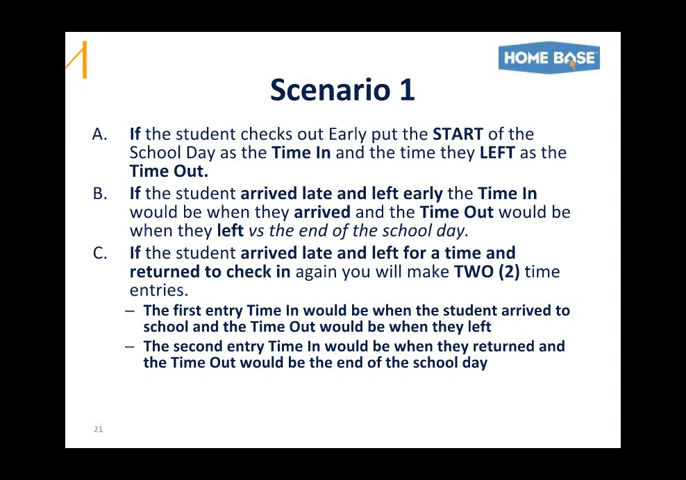 HOME BASE
Scenario 1
A. If the student checks out Early put the START of the
School Day as the Time In and the time they LEFT as the
Time Out.
B. If the student arrived late and left early the Time In
would be when they arrived and the Time Out would be
when they left vs the end of the school day.
C. If the student arrived late and left for a time and
returned to check in again you will make TWO (2) time
entries.
– The first entry Time In would be when the student arrived to
school and the Time Out would be when they left
– The second entry Time In would be when they returned and
the Time Out would be the end of the school day
21